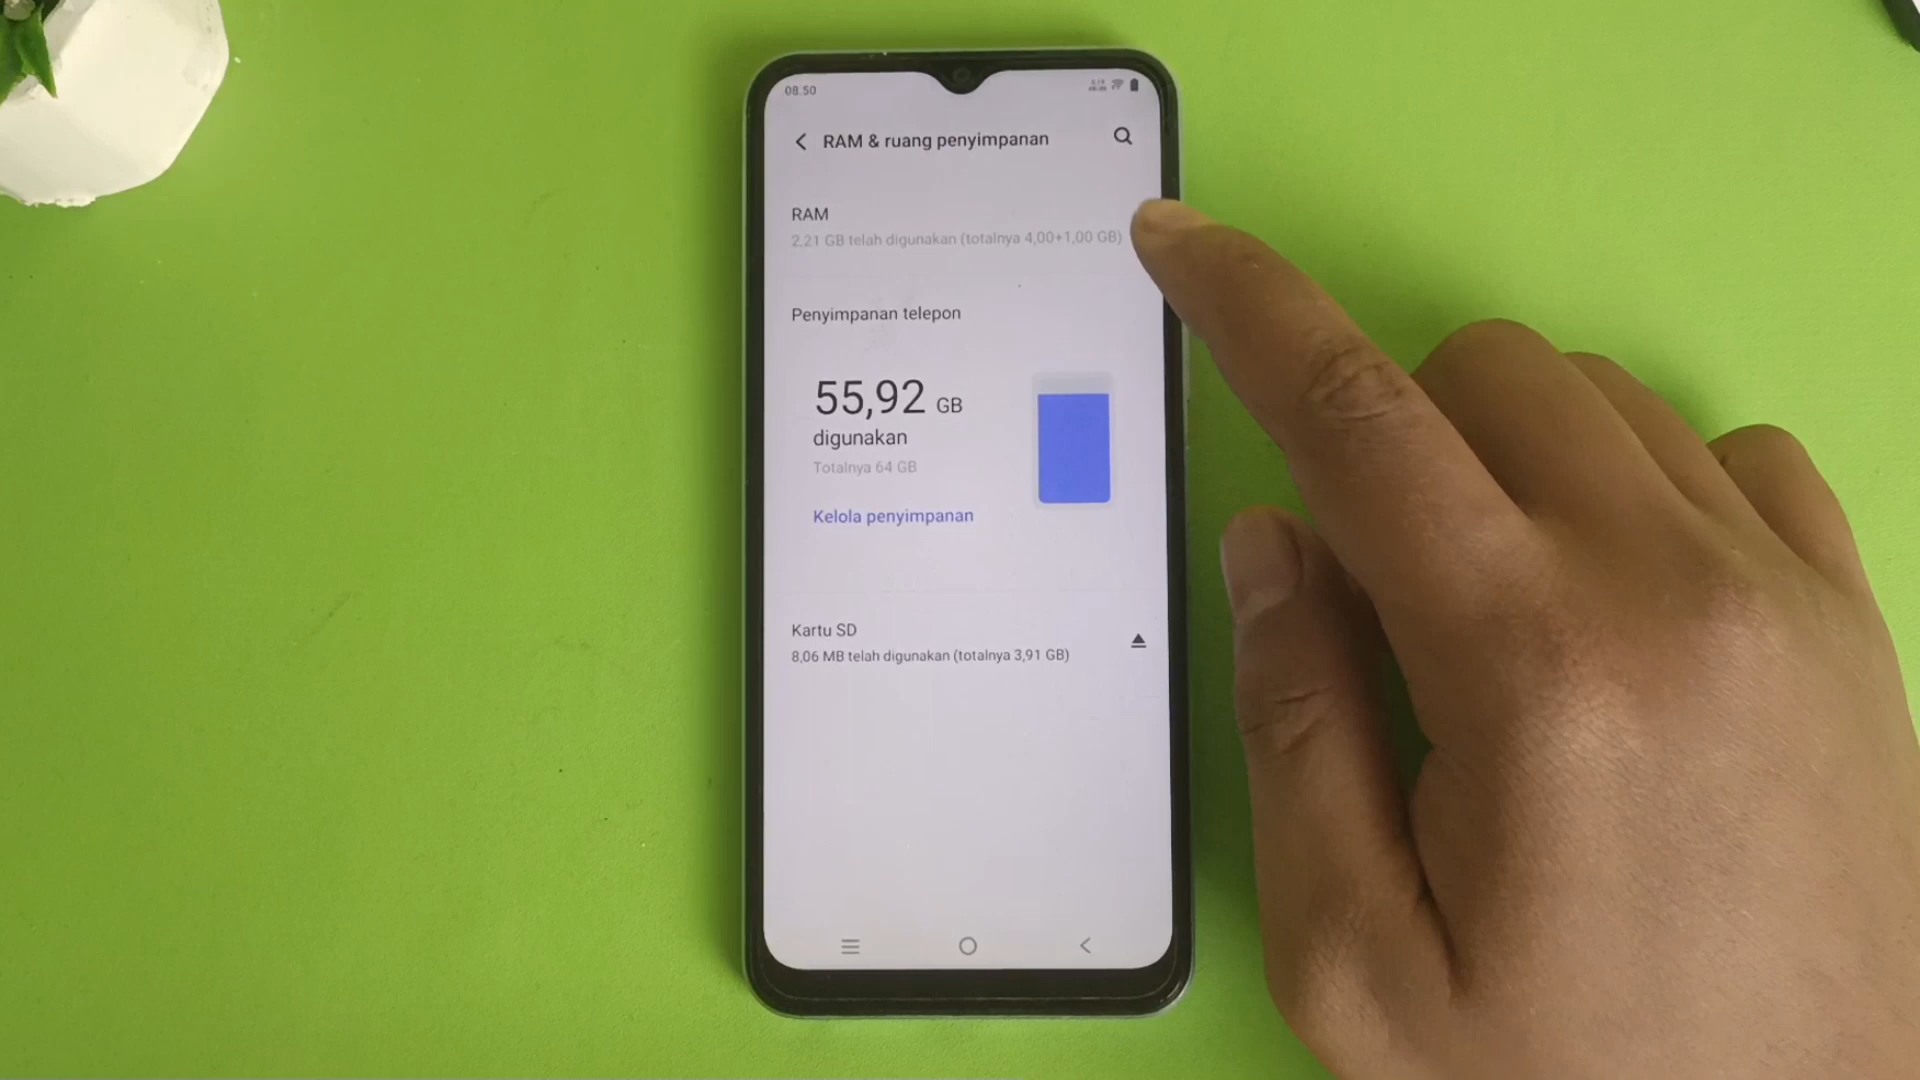 08.50
RAM & ruang penyimpanan
RAM
2,21 GB telah digunakan (totalnya 4,00+1,00 GB)
Penyimpanan telepon
55,92 GB
digunakan
Totalnya 64 GB
Kelola penyimpanan
Kartu SD
8,06 MB telah digunakan (totalnya 3,91 GB)